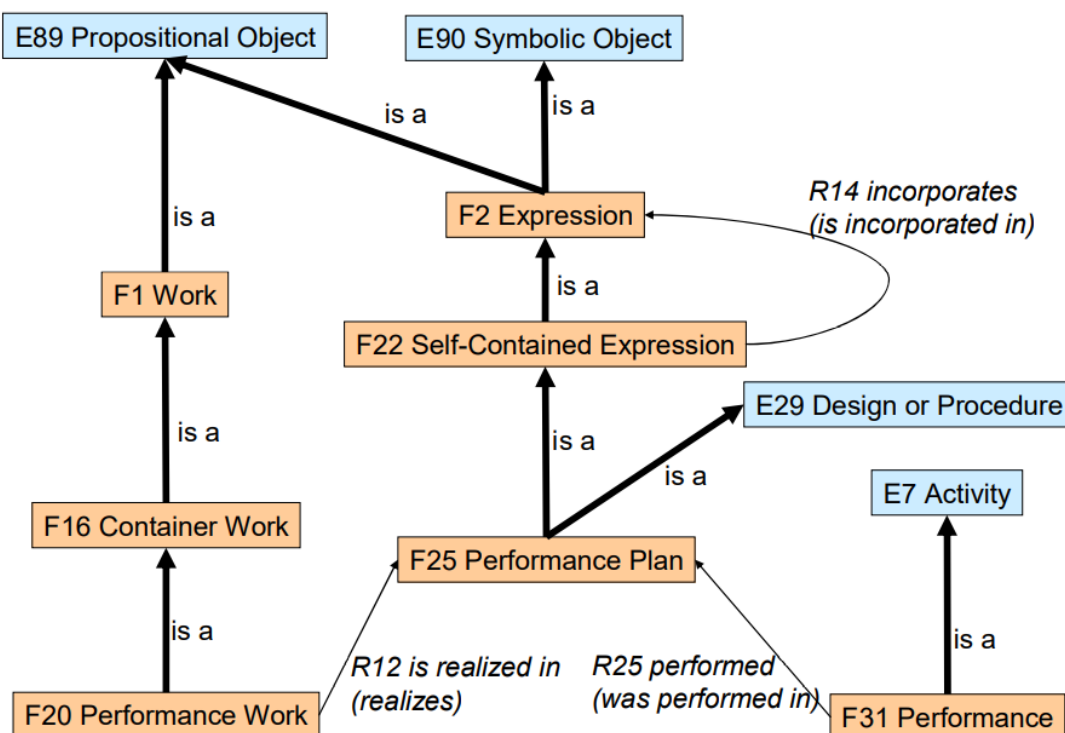 E89 Propositional Object
E90 Symbolic Object
is a
is a
R14 incorporates
(is incorporated in)
F2 Expression
is a
F1 Work
is a
F22 Self-Contained Expression
E29 Design or Procedure
is a
is a
is a
E7 Activity
F16 Container Work
F25 Performance Plan
is a
is a
R12 is realized in
(realizes)
R25 performed
(was performed in)
F20 Performance Work
F31 Performance